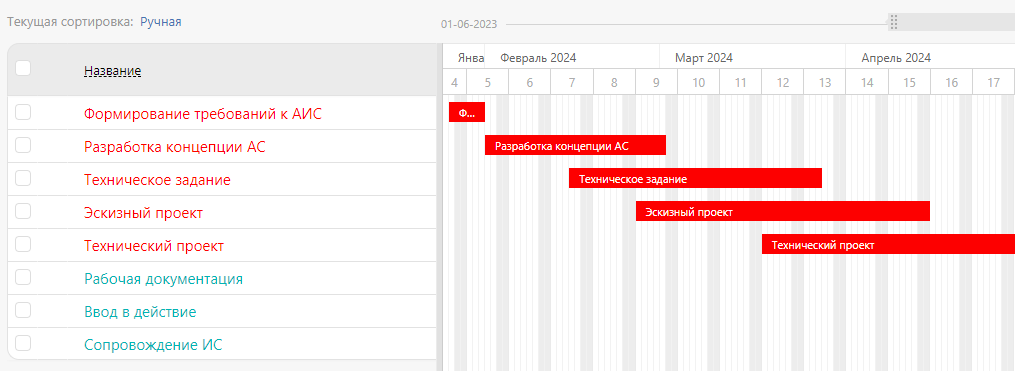 Текущая сортировка: Ручная
01-06-2023
Название
Янва Февраль 2024 Март 2024 Апрель 2024
4 5 6 7 8 9 10 11 12 13 14 15 16 17
Формирование требований к АИС
Ф...
Разработка концепции АС
Разработка концепции АС
Техническое задание
Техническое задание
Эскизный проект
Эскизный проект
Технический проект
Технический проект
Рабочая документация
Ввод в действие
Сопровождение ИС